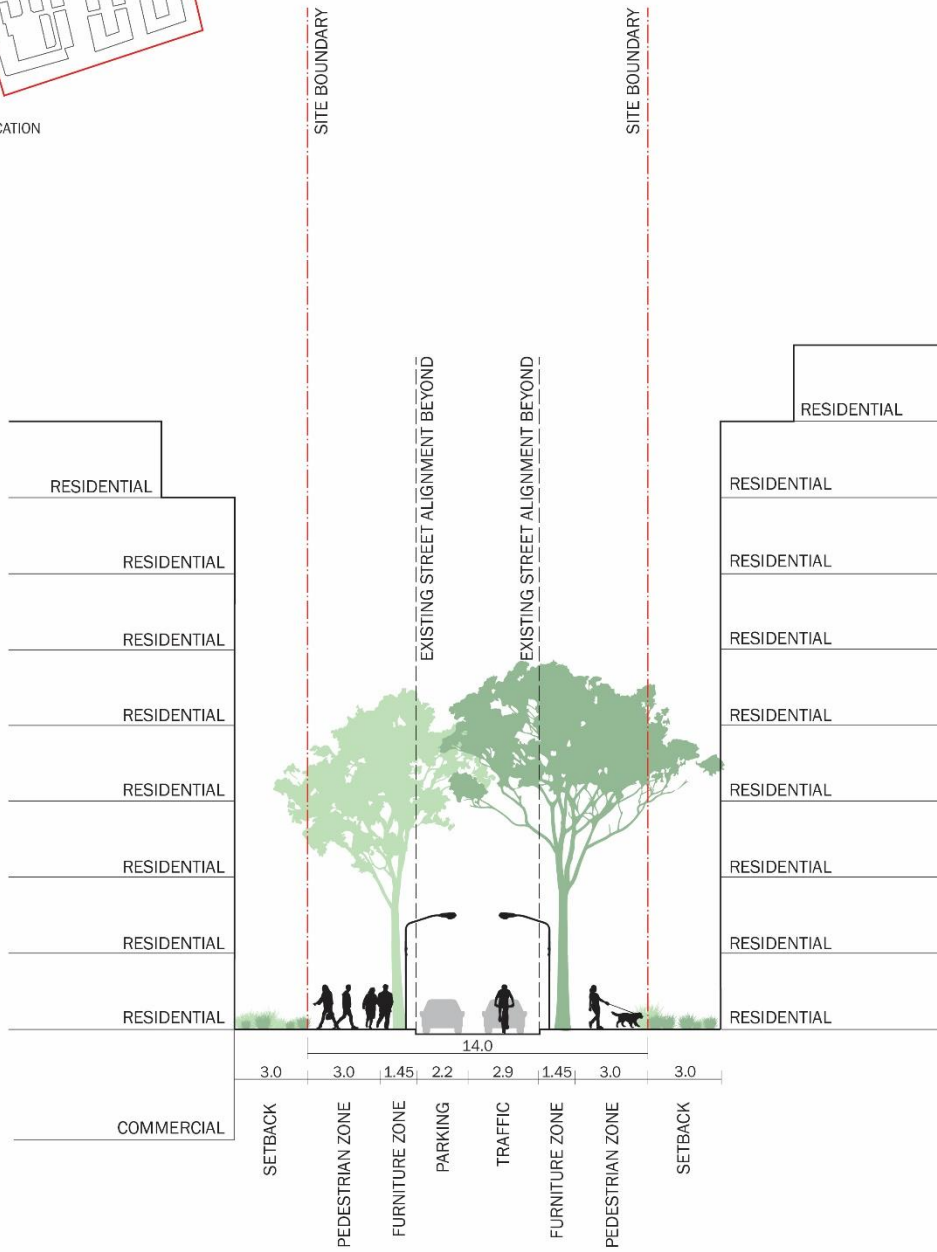 CATION
SITE BOUNDARY
SITE BOUNDARY
EXISTING STREET ALIGNMENT BEYOND
EXISTING STREET ALIGNMENT BEYOND
RESIDENTIAL
RESIDENTIAL
RESIDENTIAL
RESIDENTIAL
RESIDENTIAL
RESIDENTIAL
RESIDENTIAL
RESIDENTIAL
COMMERCIAL
RESIDENTIAL
RESIDENTIAL
RESIDENTIAL
RESIDENTIAL
RESIDENTIAL
RESIDENTIAL
RESIDENTIAL
RESIDENTIAL
RESIDENTIAL
14.0
3.0 3.0 1.45 2.2 2.9 1.45 3.0 3.0
SETBACK
PEDESTRIAN ZONE
FURNITURE ZONE
PARKING
TRAFFIC
FURNITURE ZONE
PEDESTRIAN ZONE
SETBACK